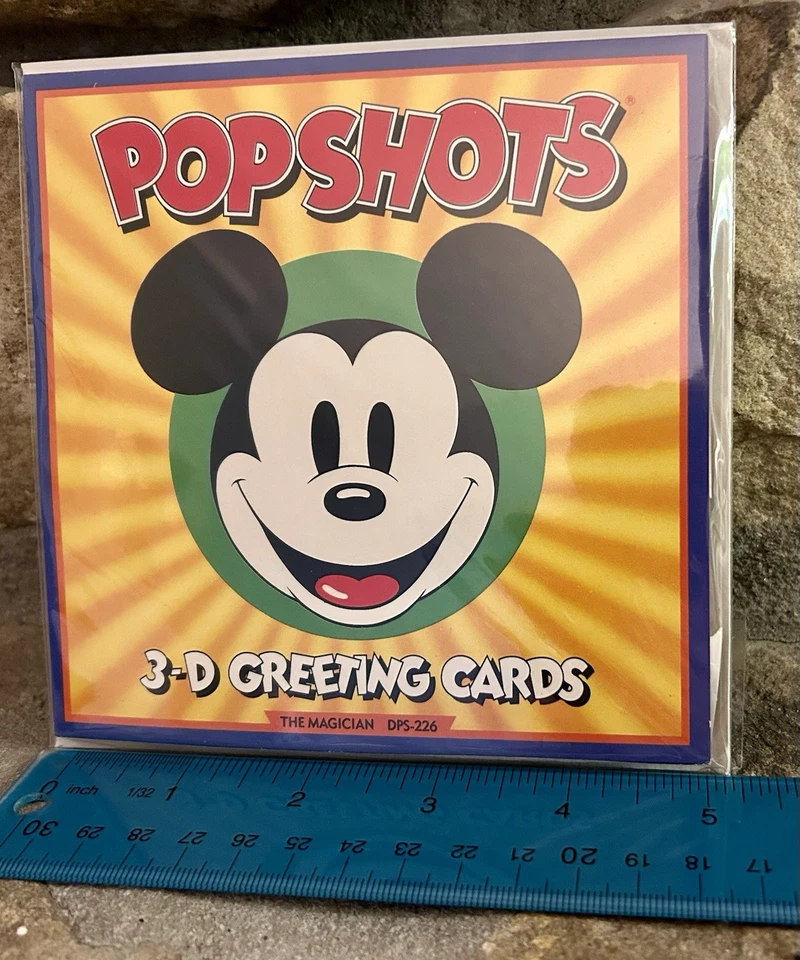 POPSHOTS®
3-D GREETING CARDS
THE MAGICIAN DPS-226
0 inch 1/32 1 2 3 4 5
30 29 28 27 26 25 24 23 22 21 20 19 18 17